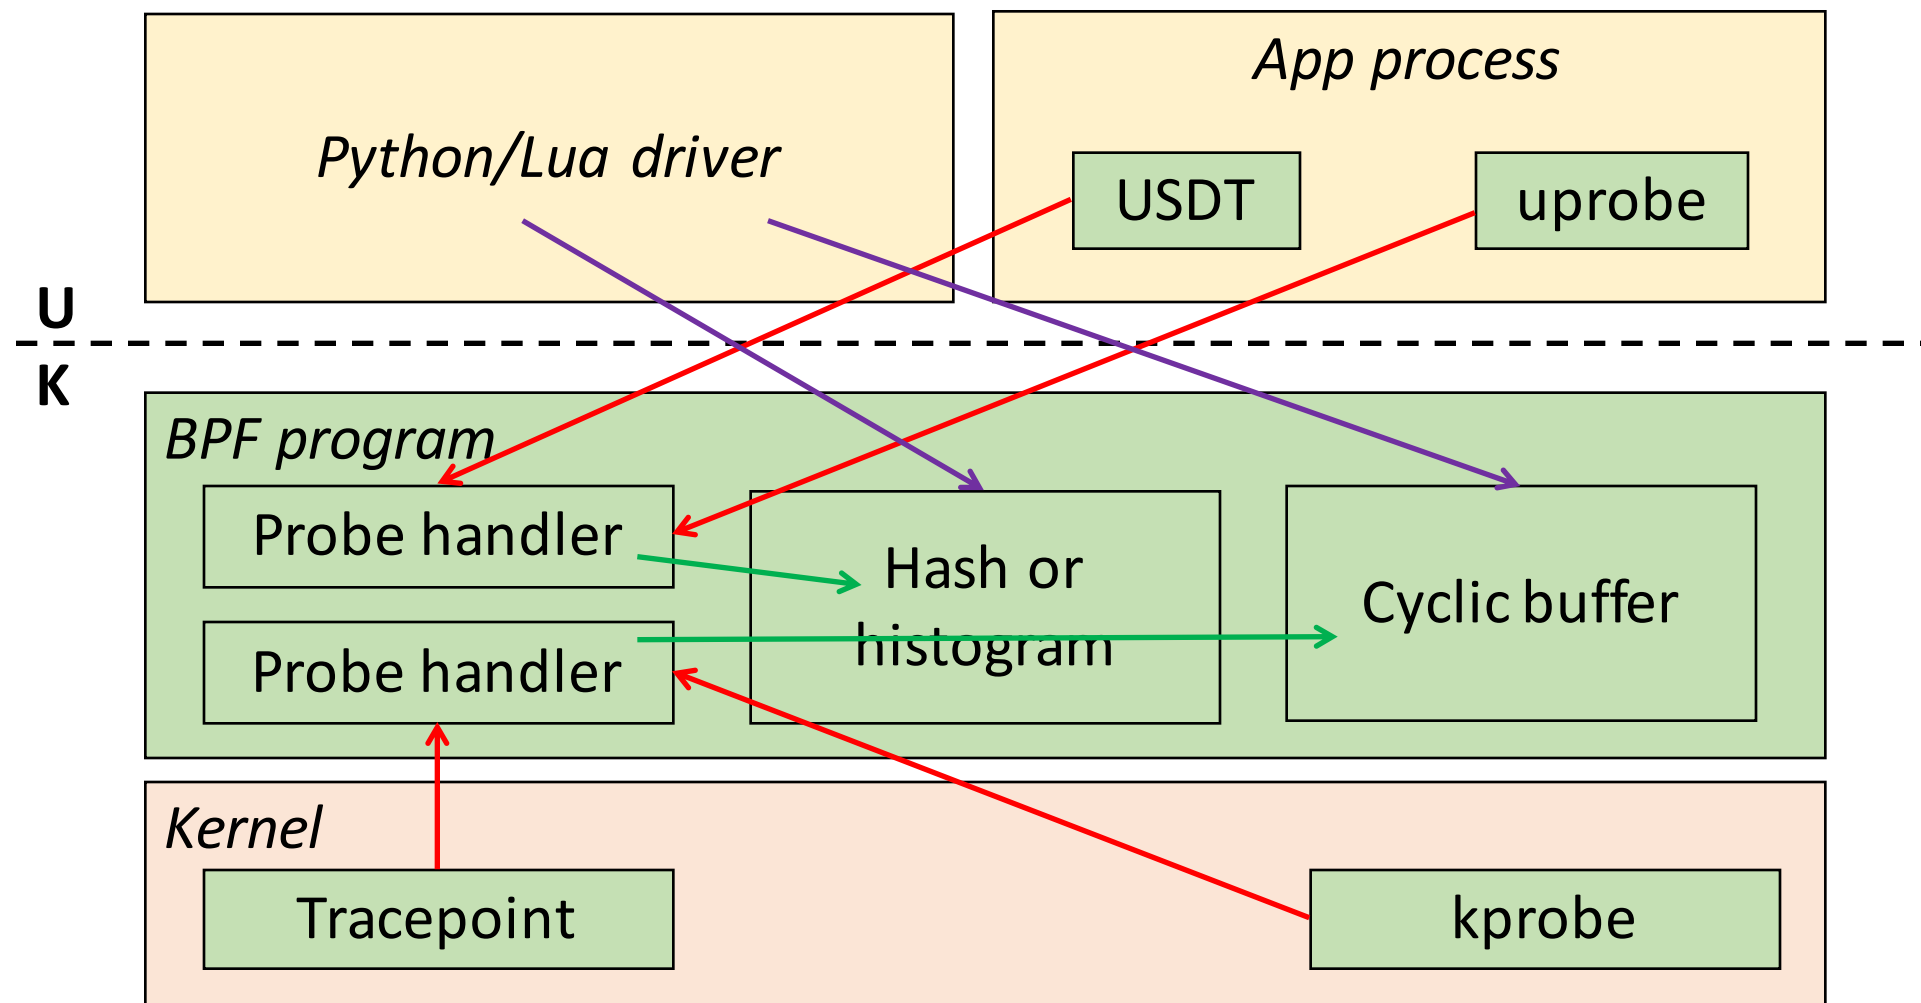 Python/Lua driver
App process
USDT
uprobe
U
K
BPF program
Probe handler
Probe handler
Hash or
histogram
Cyclic buffer
Kernel
Tracepoint
kprobe